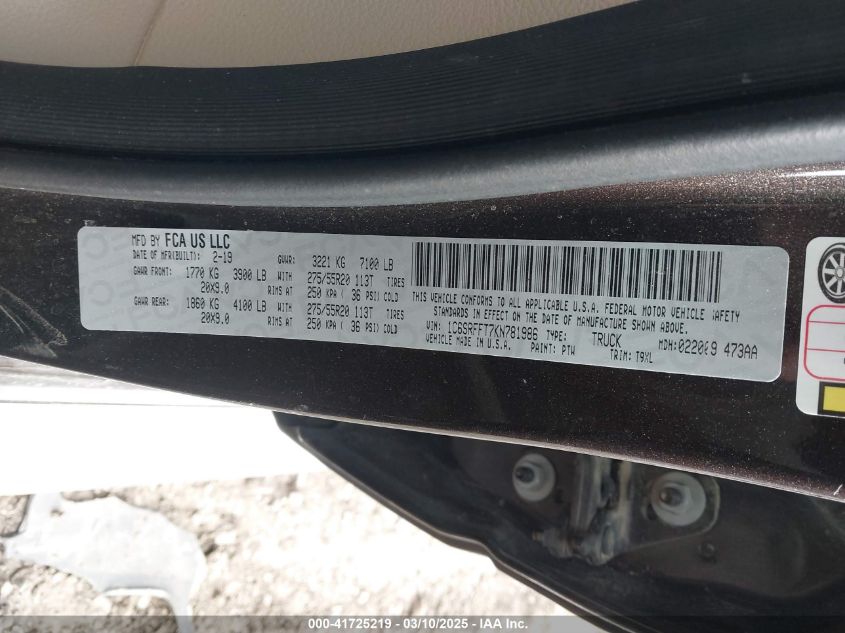 MFD BY FCA US LLC
DATE OF MFR(BUILT): 2-19 GVWR: 3221 KG 7100 LB
GAWR FRONT: 1770 KG 3900 LB WITH 275/55R20 113T TIRES
20X9.0 RIMS AT 250 KPA ( 36 PSI) COLD
GAWR REAR: 1860 KG 4100 LB WITH 275/55R20 113T TIRES
20X9.0 RIMS AT 250 KPA ( 36 PSI) COLD
THIS VEHICLE CONFORMS TO ALL APPLICABLE U.S.A. FEDERAL MOTOR VEHICLE SAFETY
STANDARDS IN EFFECT ON THE DATE OF MANUFACTURE SHOWN ABOVE.
VIN: 1C6SRFFT7KN781986 TYPE: TRUCK MDH: 473AA
VEHICLE MADE IN U.S.A. PAINT: PTW TRIM: T9XL
000-41725219 - 03/10/2025 - IAAI.com